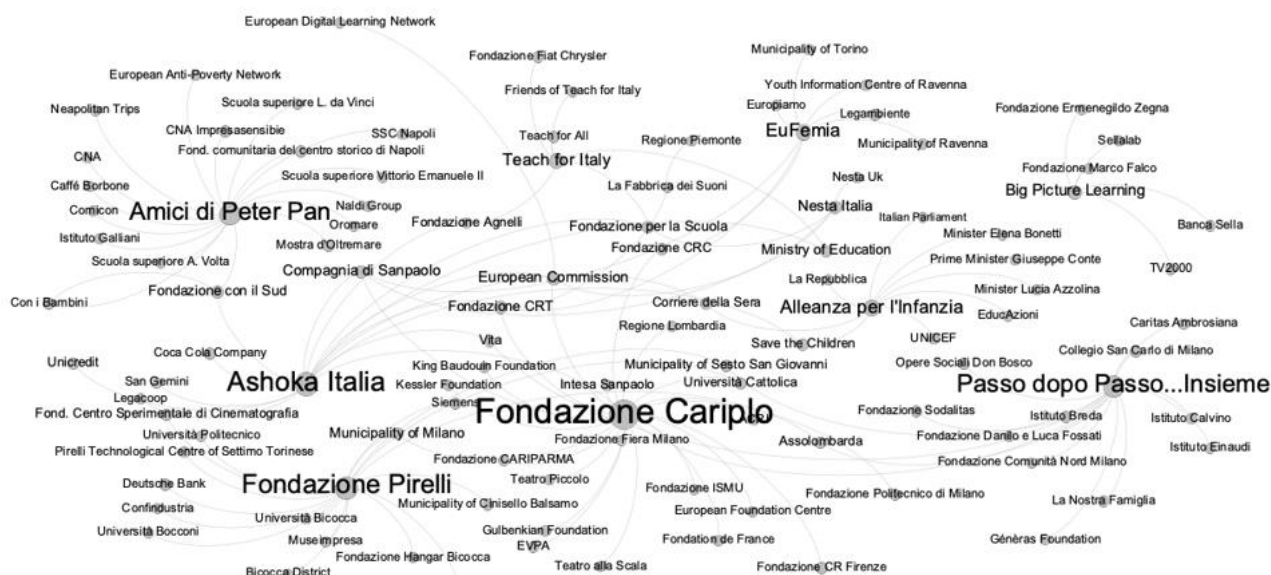 European Digital Learning Network
Municipality of Torino
Fondazione Fiat Chrysler
European Anti-Poverty Network
Youth Information Centre of Ravenna
Friends of Teach for Italy
Neapolitan Trips
Scuola superiore L. da Vinci
Europiamo
Legambiente
Fondazione Ermenegildo Zegna
CNA Impresasensibie
SSC Napoli
Teach for All
Regione Piemonte
EuFemia
Municipality of Ravenna
Sellalab
Fond. comunitaria del centro storico di Napoli
CNA
Teach for Italy
Fondazione Marco Falco
Scuola superiore Vittorio Emanuele II
La Fabbrica dei Suoni
Nesta Uk
Caffé Borbone
Big Picture Learning
Naldi Group
Nesta Italia
Comicon
Amici di Peter Pan
Oromare
Fondazione Agnelli
Fondazione per la Scuola
Italian Parliament
Banca Sella
Istituto Galliani
Mostra d'Oltremare
Fondazione CRC
Ministry of Education
Minister Elena Bonetti
Scuola superiore A. Volta
Compagnia di Sanpaolo
European Commission
La Repubblica
Prime Minister Giuseppe Conte
TV2000
Con i Bambini
Fondazione con il Sud
Fondazione CRT
Corriere della Sera
Alleanza per l'Infanzia
Minister Lucia Azzolina
EducAzioni
Regione Lombardia
Caritas Ambrosiana
Vita
Save the Children
UNICEF
Unicredit
Coca Cola Company
King Baudouin Foundation
Municipality of Sesto San Giovanni
Opere Sociali Don Bosco
Collegio San Carlo di Milano
San Gemini
Ashoka Italia
Kessler Foundation
Intesa Sanpaolo
Università Cattolica
Passo dopo Passo...Insieme
Legacoop
Siemens
Fond. Centro Sperimentale di Cinematografia
Fondazione Cariplo
ACRI
Fondazione Sodalitas
Istituto Breda
Istituto Calvino
Università Politecnico
Municipality of Milano
Fondazione Fiera Milano
Assolombarda
Fondazione Danilo e Luca Fossati
Istituto Einaudi
Pirelli Technological Centre of Settimo Torinese
Fondazione CARIPARMA
Fondazione Comunità Nord Milano
Deutsche Bank
Fondazione Pirelli
Teatro Piccolo
Fondazione ISMU
Fondazione Politecnico di Milano
La Nostra Famiglia
Confindustria
Università Bicocca
Municipality of Cinisello Balsamo
European Foundation Centre
Università Bocconi
Museimpresa
Gulbenkian Foundation
Fondation de France
Généras Foundation
Fondazione Hangar Bicocca
EVPA
Teatro alla Scala
Fondazione CR Firenze
Bicocca District